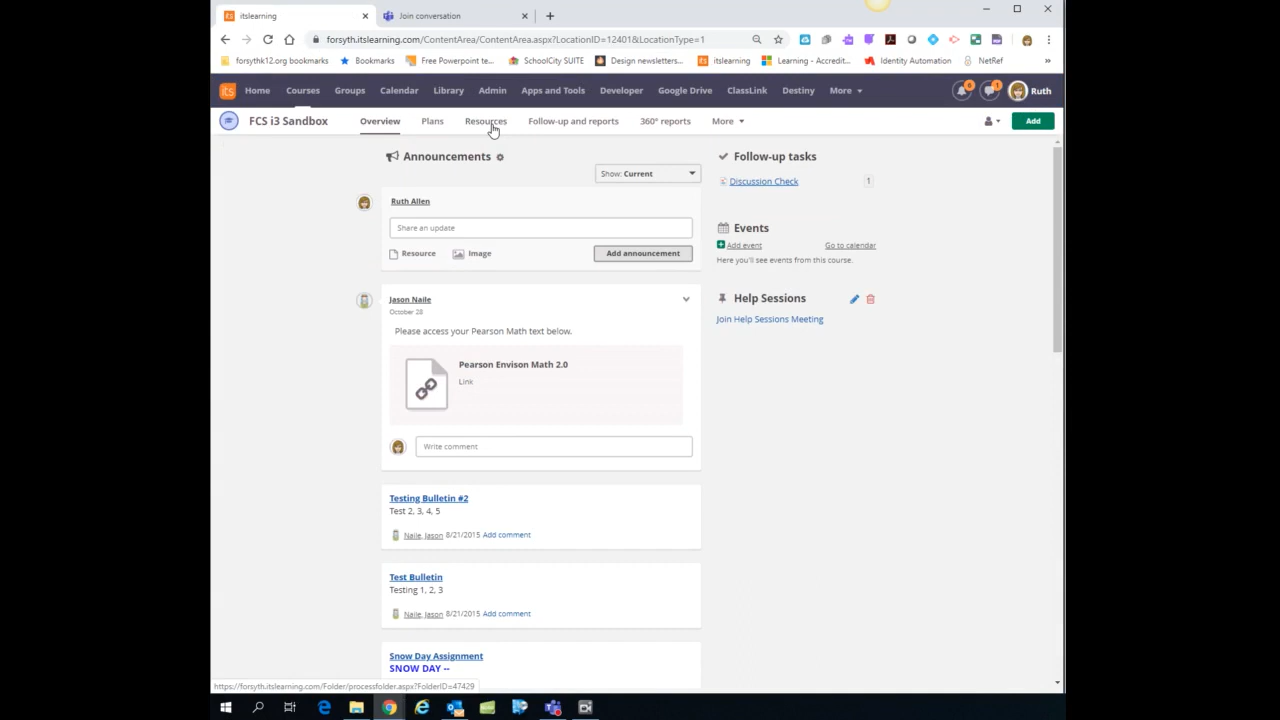 itslearning
Join conversation
forsyth.itslearning.com/ContentArea/ContentArea.aspx?LocationID=12401&LocationType=1
forsythk12.org bookmarks
Bookmarks
Free Powerpoint te...
SchoolCity SUITE
Design newsletters...
itslearning
Learning - Accredit...
Identity Automation
NetRef
»
its
Home
Courses
Groups
Calendar
Library
Admin
Apps and Tools
Developer
Google Drive
ClassLink
Destiny
More
6
1
Ruth
FCS i3 Sandbox
Overview
Plans
Resources
Follow-up and reports
360° reports
More
Add
Announcements
Show: Current
Ruth Allen
Share an update
Resource
Image
Add announcement
Jason Naile
October 28
Please access your Pearson Math text below.
Pearson Envison Math 2.0
Link
Write comment
Testing Bulletin #2
Test 2, 3, 4, 5
Naile, Jason 8/21/2015 Add comment
Test Bulletin
Testing 1, 2, 3
Naile, Jason 8/21/2015 Add comment
Snow Day Assignment
SNOW DAY --
Follow-up tasks
Discussion Check
1
Events
Add event
Go to calendar
Here you'll see events from this course.
Help Sessions
Join Help Sessions Meeting
https://forsyth.itslearning.com/Folder/processfolder.aspx?FolderID=47429